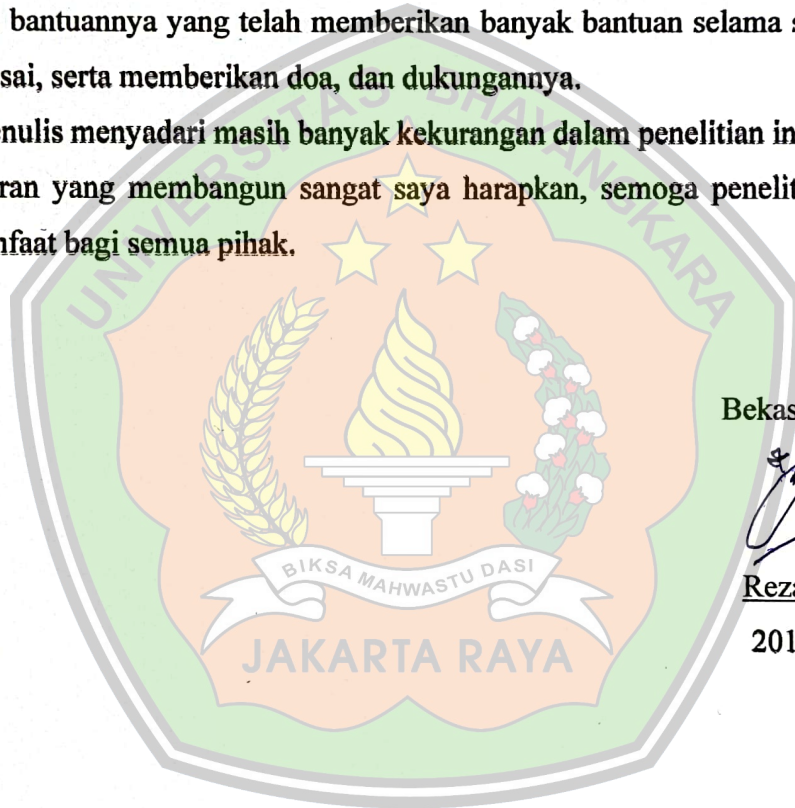 bantuannya yang telah memberikan banyak bantuan selama s
sai, serta memberikan doa, dan dukungannya.
enulis menyadari masih banyak kekurangan dalam penelitian in
ran yang membangun sangat saya harapkan, semoga penelit
nfaat bagi semua pihak.
UNIVERSITAS BHAYANGKARA
Bekas
BIKSA MAHWASTU DASI
Reza
201
JAKARTA RAYA